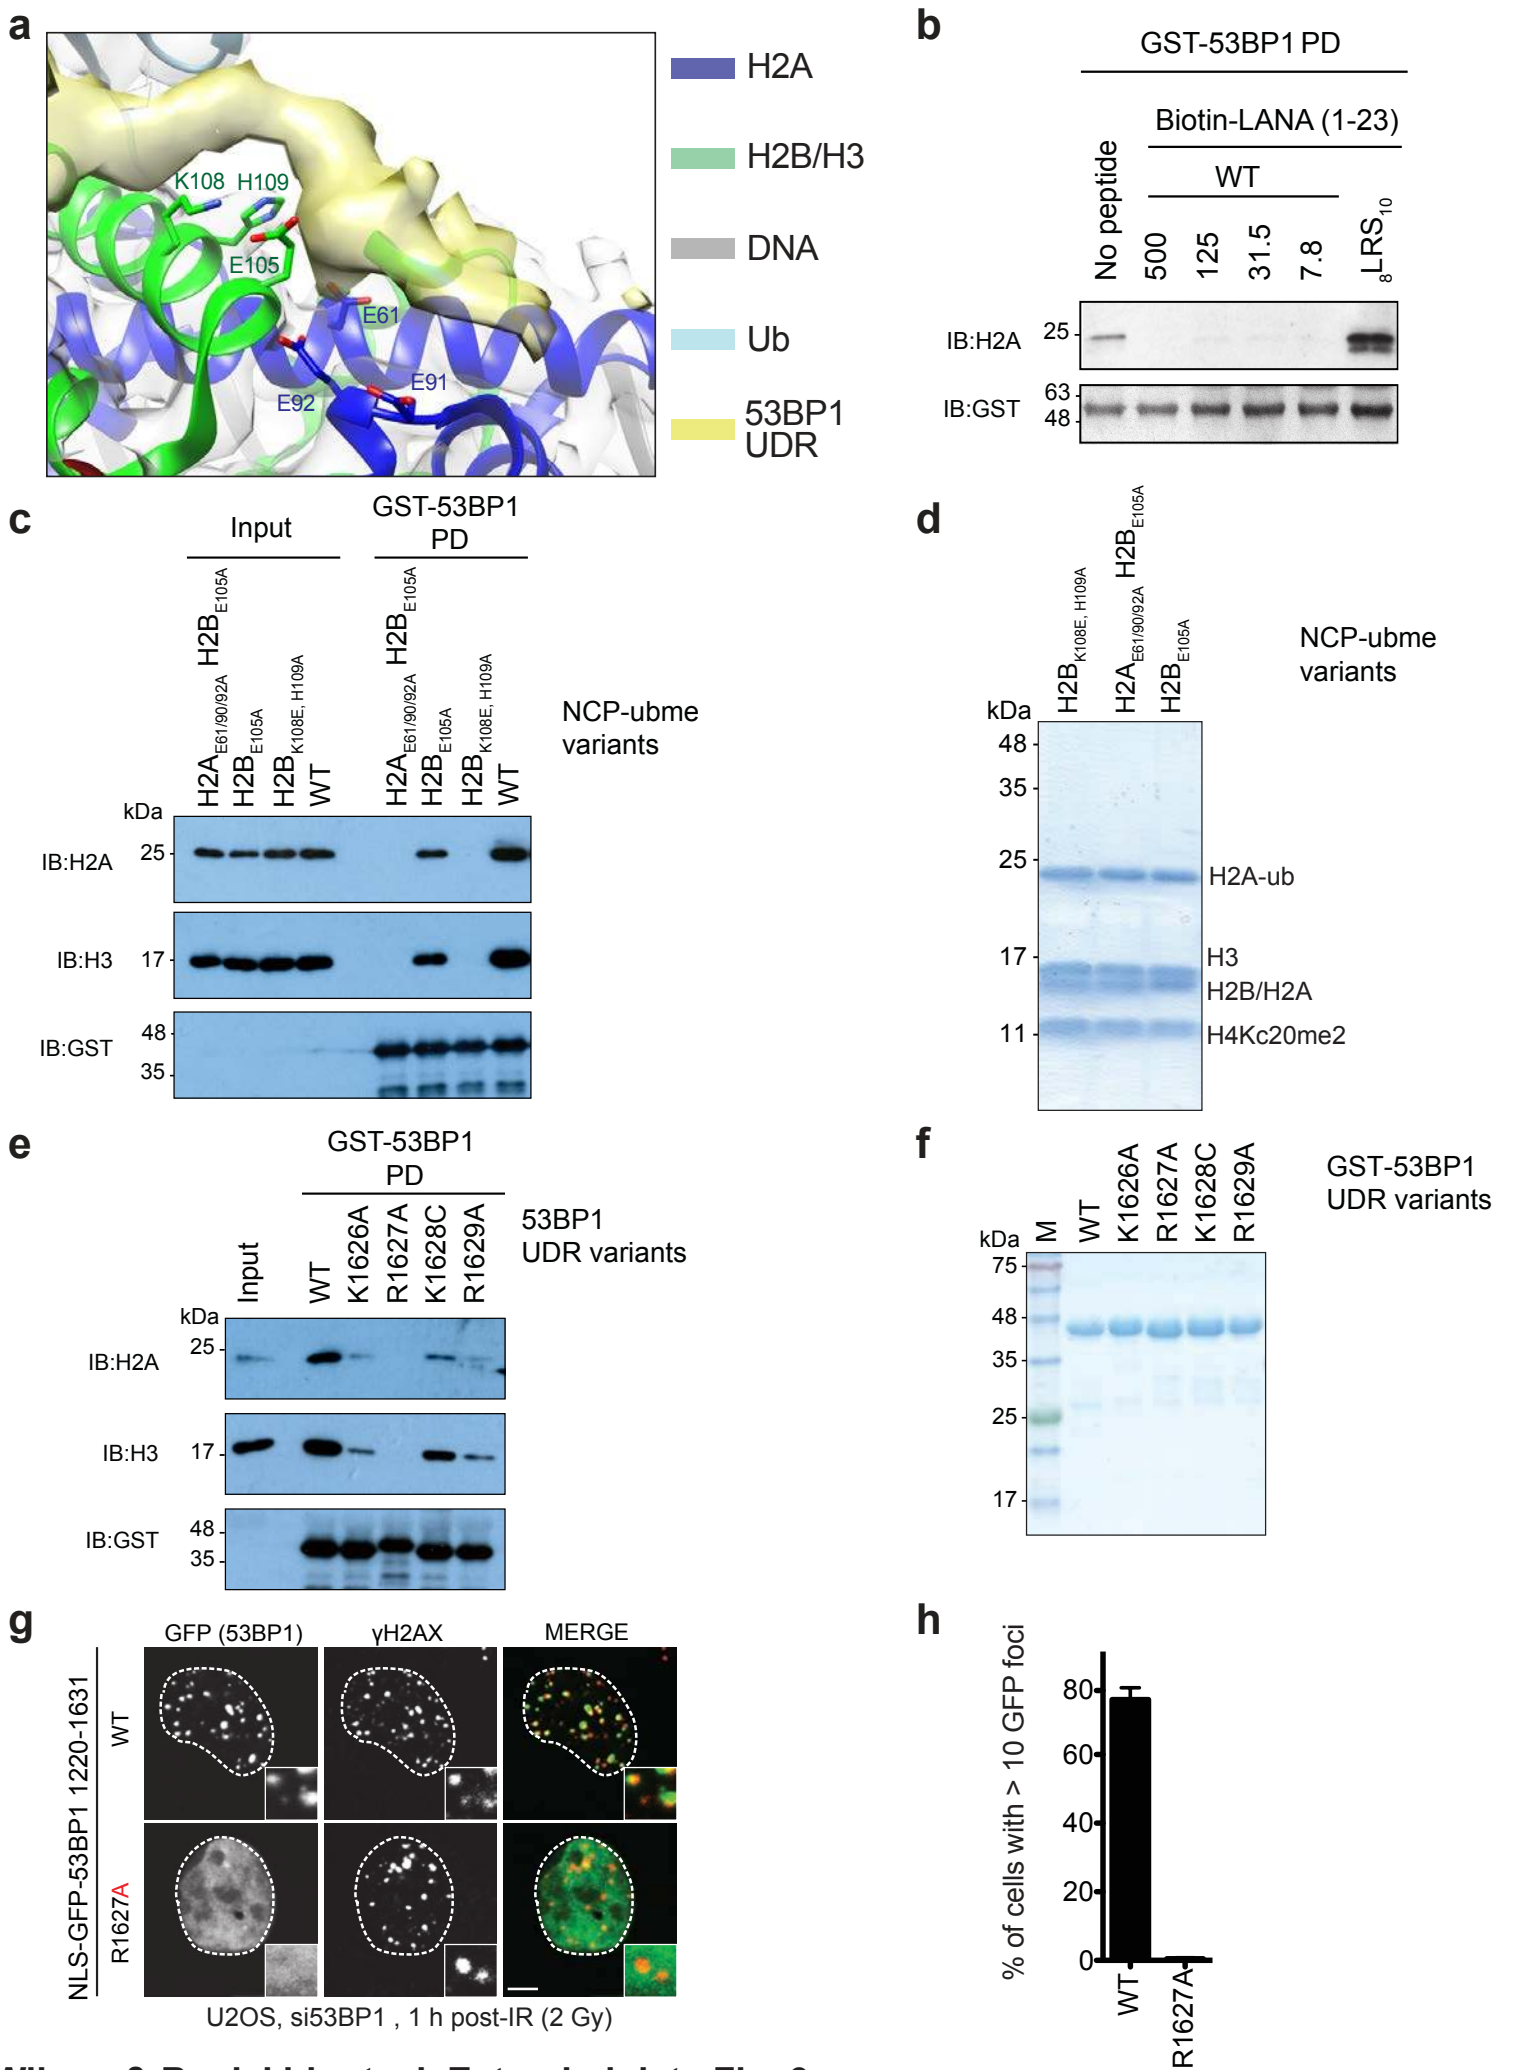 a
K108 H109
E105
E61
E91
E92
H2A
H2B/H3
DNA
Ub
53BP1
UDR
b
GST-53BP1 PD
Biotin-LANA (1-23)
WT
No peptide
500
125
31.5
7.8
8LRS10
IB:H2A
25
IB:GST
63
48
c
Input
GST-53BP1
PD
H2AE61/90/92A H2BE105A
H2BE105A
H2BK108E, H109A
WT
H2AE61/90/92A H2BE105A
H2BE105A
H2BK108E, H109A
WT
NCP-ubme
variants
kDa
IB:H2A
25
IB:H3
17
IB:GST
48
35
d
H2BK108E, H109A
H2AE61/90/92A H2BE105A
H2BE105A
NCP-ubme
variants
kDa
48
35
25
17
11
H2A-ub
H3
H2B/H2A
H4Kc20me2
e
GST-53BP1
PD
Input
WT
K1626A
R1627A
K1628C
R1629A
53BP1
UDR variants
kDa
IB:H2A
25
IB:H3
17
IB:GST
48
35
f
M
WT
K1626A
R1627A
K1628C
R1629A
GST-53BP1
UDR variants
kDa
75
48
35
25
17
g
GFP (53BP1)
γH2AX
MERGE
NLS-GFP-53BP1 1220-1631
WT
R1627A
U2OS, si53BP1 , 1 h post-IR (2 Gy)
h
% of cells with > 10 GFP foci
80
60
40
20
0
WT
R1627A